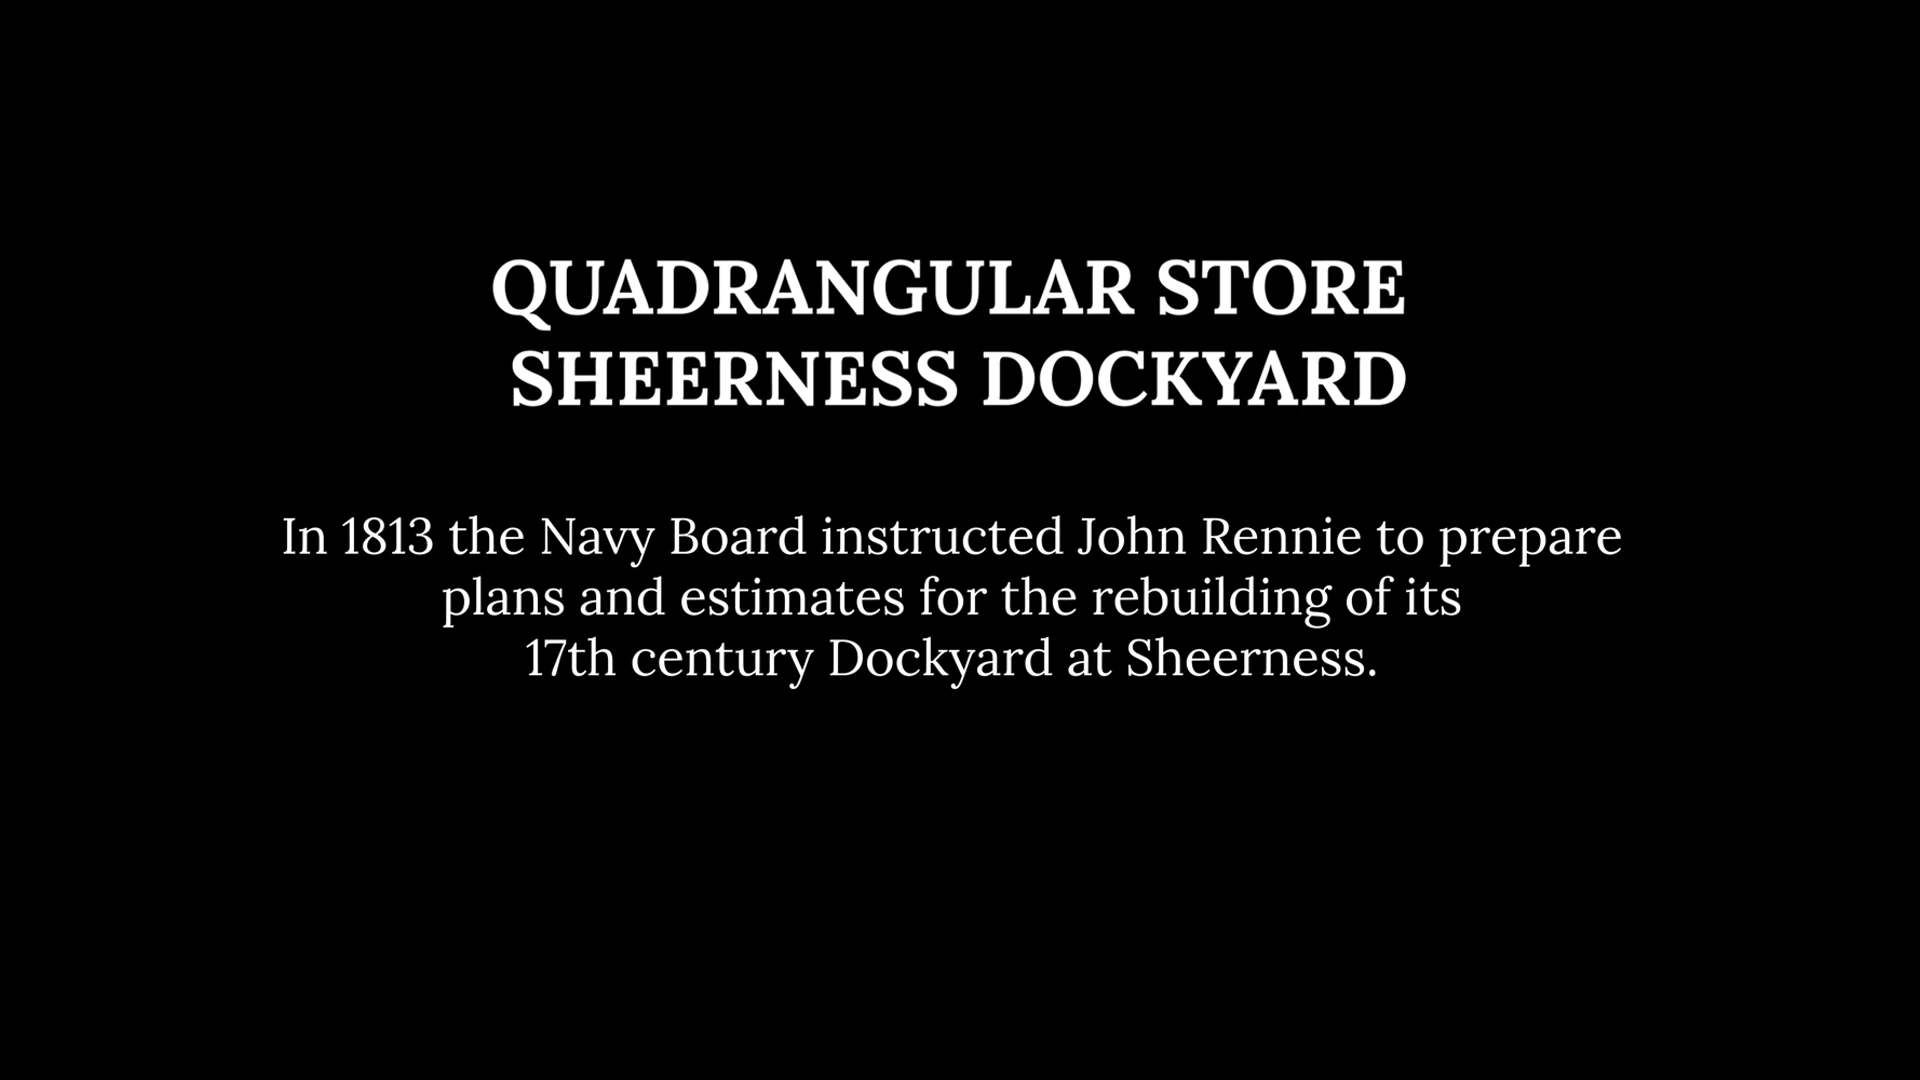 QUADRANGULAR STORE
SHEERNESS DOCKYARD
In 1813 the Navy Board instructed John Rennie to prepare
plans and estimates for the rebuilding of its
17th century Dockyard at Sheerness.